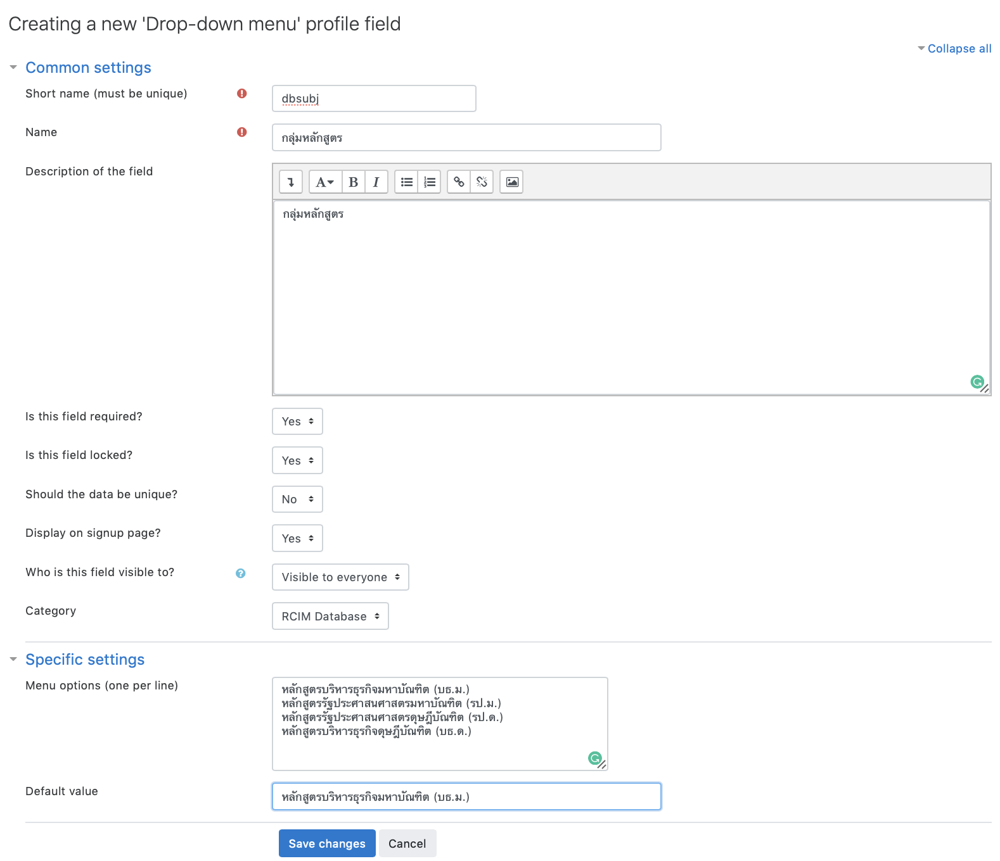 Creating a new 'Drop-down menu' profile field
Collapse all
Common settings
Short name (must be unique)
dbsubj
Name
กลุ่มหลักสูตร
Description of the field
A B I
กลุ่มหลักสูตร
Is this field required?
Yes
Is this field locked?
Yes
Should the data be unique?
No
Display on signup page?
Yes
Who is this field visible to?
Visible to everyone
Category
RCIM Database
Specific settings
Menu options (one per line)
หลักสูตรบริหารธุรกิจมหาบัณฑิต (บธ.ม.)
หลักสูตรรัฐประศาสนศาสตรมหาบัณฑิต (รป.ม.)
หลักสูตรรัฐประศาสนศาสตรดุษฎีบัณฑิต (รป.ด.)
หลักสูตรบริหารธุรกิจดุษฎีบัณฑิต (บธ.ด.)
Default value
หลักสูตรบริหารธุรกิจมหาบัณฑิต (บธ.ม.)
Save changes
Cancel